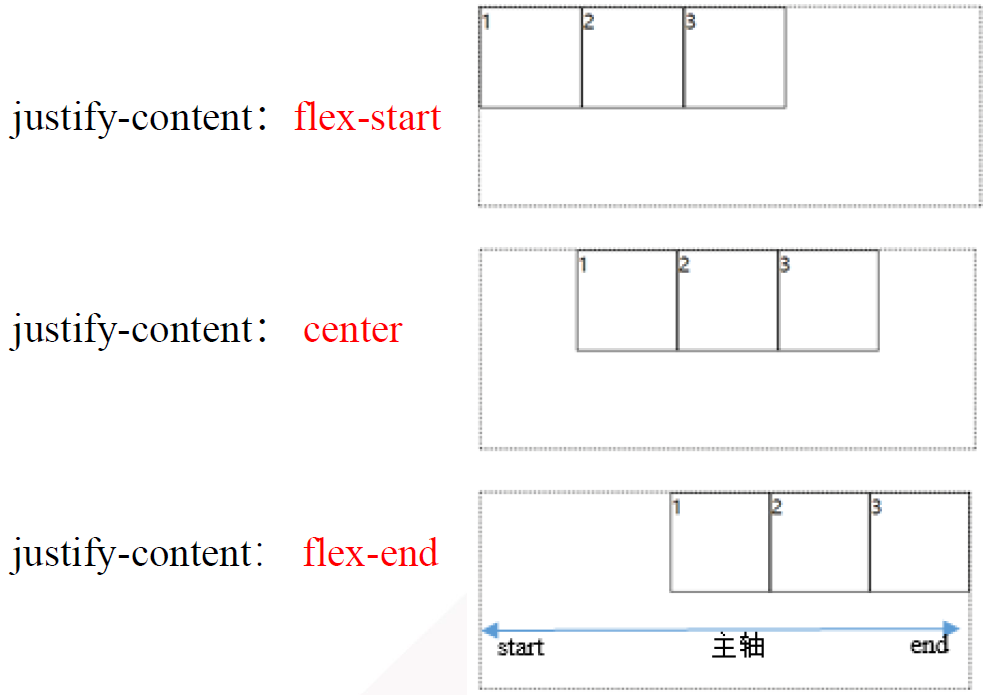 1 2 3
justify-content：flex-start
1 2 3
justify-content： center
1 2 3
justify-content： flex-end
start 主轴 end